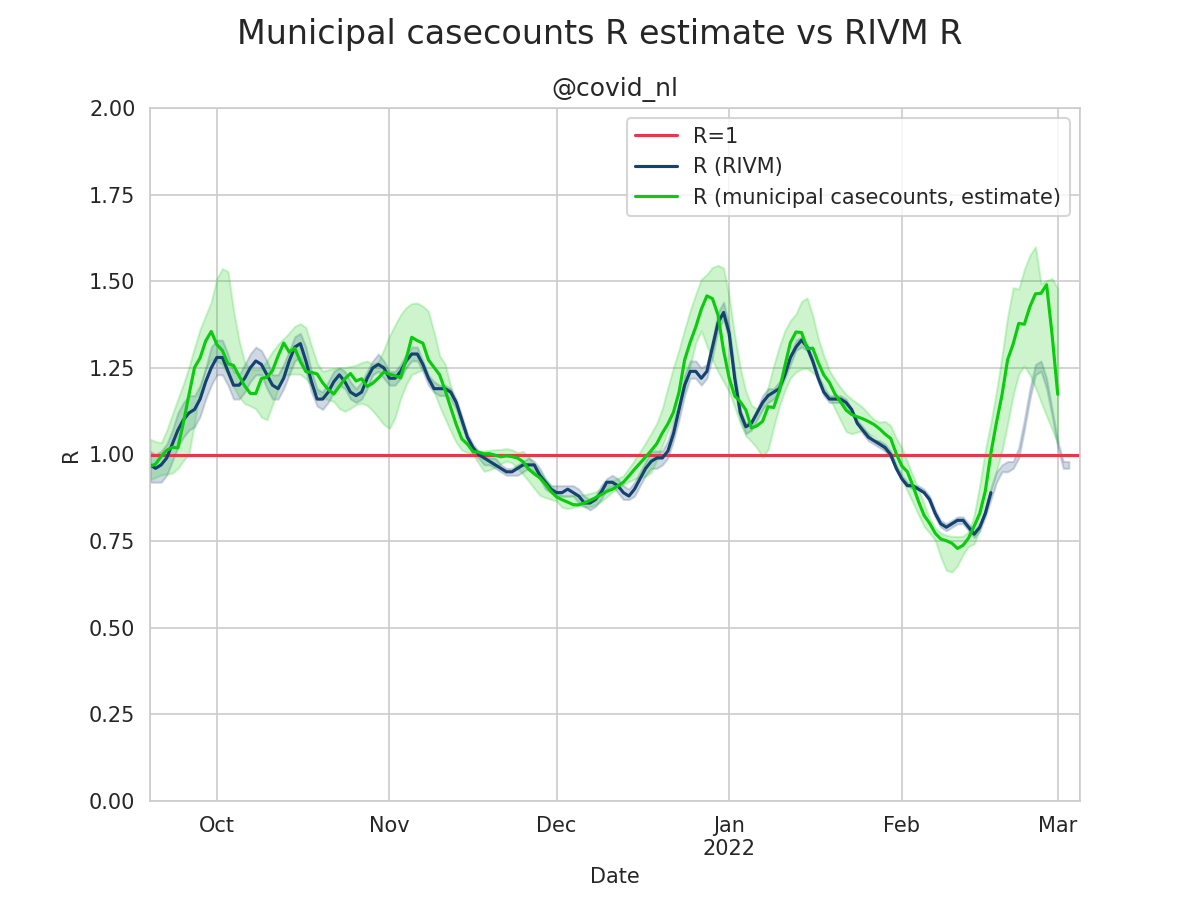 Municipal casecounts R estimate vs RIVM R
@covid_nl
R=1
R (RIVM)
R (municipal casecounts, estimate)
2.00
1.75
1.50
1.25
1.00
0.75
0.50
0.25
0.00
R
Oct Nov Dec Jan Feb Mar
2022
Date